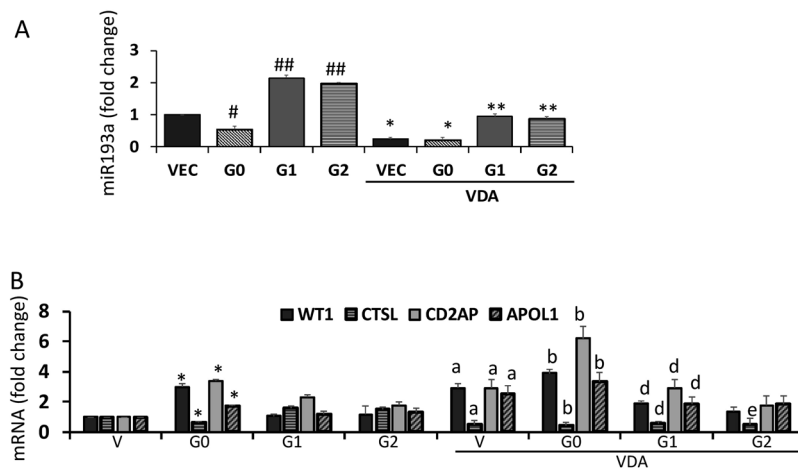 A
miR193a (fold change)
3
2
1
0
#
##
##
*
*
**
**
VEC G0 G1 G2 VEC G0 G1 G2
VDA
B
mRNA (fold change)
8
6
4
2
0
WT1 CTSL CD2AP APOL1
* * * *
a a a a
b b b b
d d d d
e
V G0 G1 G2 V G0 G1 G2
VDA